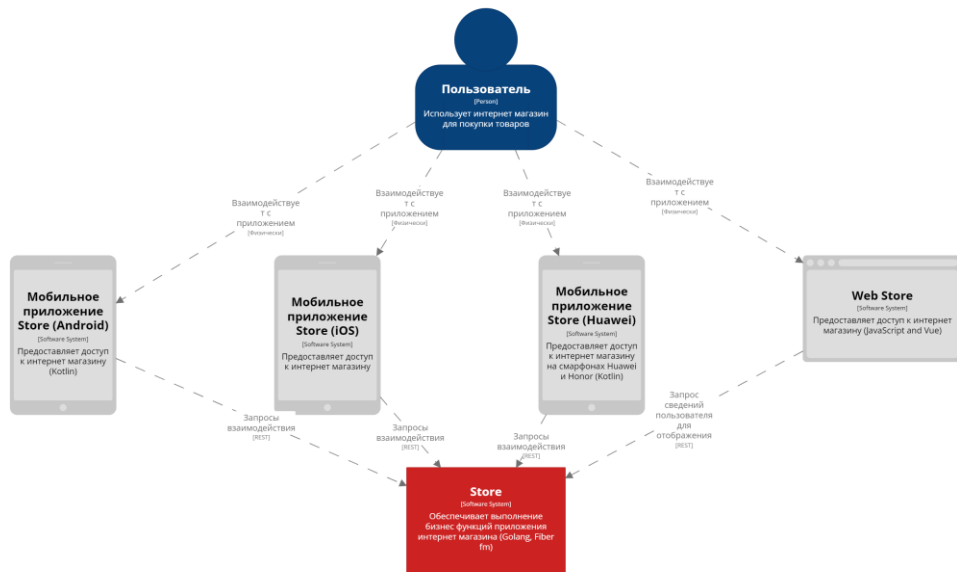 Пользователь
[Person]
Использует интернет магазин
для покупки товаров
Взаимодействуе
т с
приложением
[Физически]
Взаимодействуе
т с
приложением
[Физически]
Взаимодействуе
т с
приложением
[Физически]
Взаимодействуе
т с
приложением
[Физически]
Мобильное
приложение
Store (Android)
[Software System]
Предоставляет доступ
к интернет магазину
(Kotlin)
Мобильное
приложение
Store (iOS)
[Software System]
Предоставляет доступ
к интернет магазину
Мобильное
приложение
Store (Huawei)
[Software System]
Предоставляет доступ
к интернет магазину
на смарфонах Huawei
и Honor (Kotlin)
Web Store
[Software System]
Предоставляет доступ к интернет
магазину (JavaScript and Vue)
Запросы
взаимодействия
[REST]
Запросы
взаимодействия
[REST]
Запросы
взаимодействия
[REST]
Запрос
сведений
пользователя
для
отображения
[REST]
Store
[Software System]
Обеспечивает выполнение
бизнес функций приложения
интернет магазина (Golang, Fiber
fm)